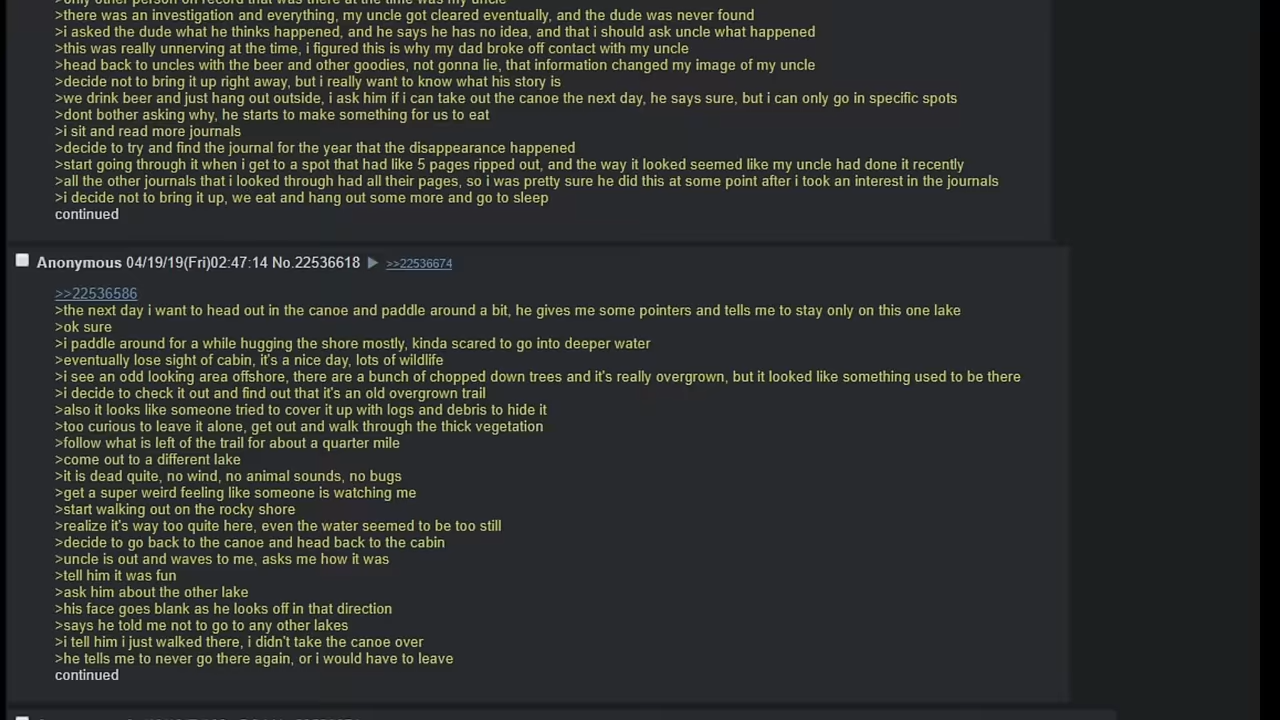 >only other person on record that was there at the time was my uncle
>there was an investigation and everything, my uncle got cleared eventually, and the dude was never found
>i asked the dude what he thinks happened, and he says he has no idea, and that i should ask uncle what happened
>this was really unnerving at the time, i figured this is why my dad broke off contact with my uncle
>head back to uncles with the beer and other goodies, not gonna lie, that information changed my image of my uncle
>decide not to bring it up right away, but i really want to know what his story is
>we drink beer and just hang out outside, i ask him if i can take out the canoe the next day, he says sure, but i can only go in specific spots
>dont bother asking why, he starts to make something for us to eat
>i sit and read more journals
>decide to try and find the journal for the year that the disappearance happened
>start going through it when i get to a spot that had like 5 pages ripped out, and the way it looked seemed like my uncle had done it recently
>all the other journals that i looked through had all their pages, so i was pretty sure he did this at some point after i took an interest in the journals
>i decide not to bring it up, we eat and hang out some more and go to sleep
continued
Anonymous 04/19/19(Fri)02:47:14 No.22536618 ▶ >>22536674
>>22536586
>the next day i want to head out in the canoe and paddle around a bit, he gives me some pointers and tells me to stay only on this one lake
>ok sure
>i paddle around for a while hugging the shore mostly, kinda scared to go into deeper water
>eventually lose sight of cabin, it's a nice day, lots of wildlife
>i see an odd looking area offshore, there are a bunch of chopped down trees and it's really overgrown, but it looked like something used to be there
>i decide to check it out and find out that it's an old overgrown trail
>also it looks like someone tried to cover it up with logs and debris to hide it
>too curious to leave it alone, get out and walk through the thick vegetation
>follow what is left of the trail for about a quarter mile
>come out to a different lake
>it is dead quite, no wind, no animal sounds, no bugs
>get a super weird feeling like someone is watching me
>start walking out on the rocky shore
>realize it's way too quite here, even the water seemed to be too still
>decide to go back to the canoe and head back to the cabin
>uncle is out and waves to me, asks me how it was
>tell him it was fun
>ask him about the other lake
>his face goes blank as he looks off in that direction
>says he told me not to go to any other lakes
>i tell him i just walked there, i didn't take the canoe over
>he tells me to never go there again, or i would have to leave
continued